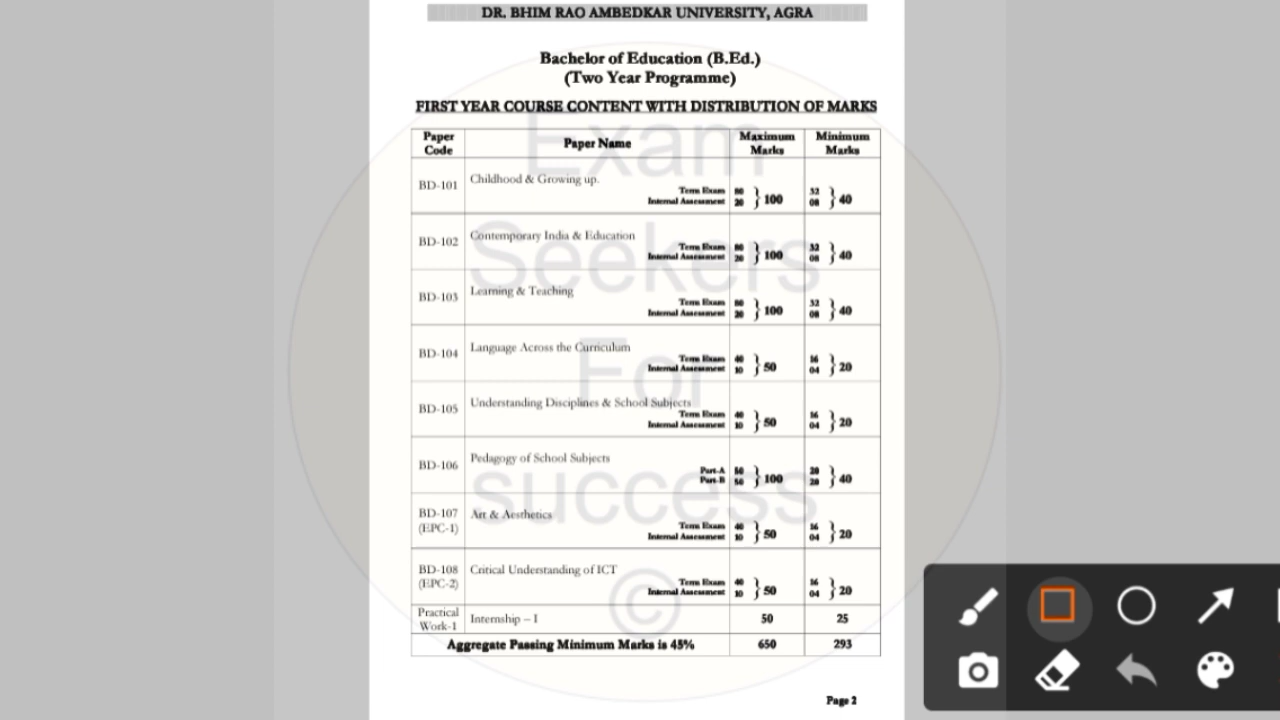 DR. BHIM RAO AMBEDKAR UNIVERSITY, AGRA
Bachelor of Education (B.Ed.)
(Two Year Programme)
FIRST YEAR COURSE CONTENT WITH DISTRIBUTION OF MARKS
Paper Code Paper Name Maximum Marks Minimum Marks
BD-101 Childhood & Growing up.
Term Exam 80 32
Internal Assessment 20 } 100 08 } 40
BD-102 Contemporary India & Education
Term Exam 80 32
Internal Assessment 20 } 100 08 } 40
BD-103 Learning & Teaching
Term Exam 80 32
Internal Assessment 20 } 100 08 } 40
BD-104 Language Across the Curriculum
Term Exam 40 16
Internal Assessment 10 } 50 04 } 20
BD-105 Understanding Disciplines & School Subjects
Term Exam 40 16
Internal Assessment 10 } 50 04 } 20
BD-106 Pedagogy of School Subjects
Part-A 50 20
Part-B 50 } 100 20 } 40
BD-107 (EPC-1) Art & Aesthetics
Term Exam 40 16
Internal Assessment 10 } 50 04 } 20
BD-108 (EPC-2) Critical Understanding of ICT
Term Exam 40 16
Internal Assessment 10 } 50 04 } 20
Practical Work-1 Internship – I 50 25
Aggregate Passing Minimum Marks is 45% 650 293
Page 2
Exam
Seekers
For
success
©